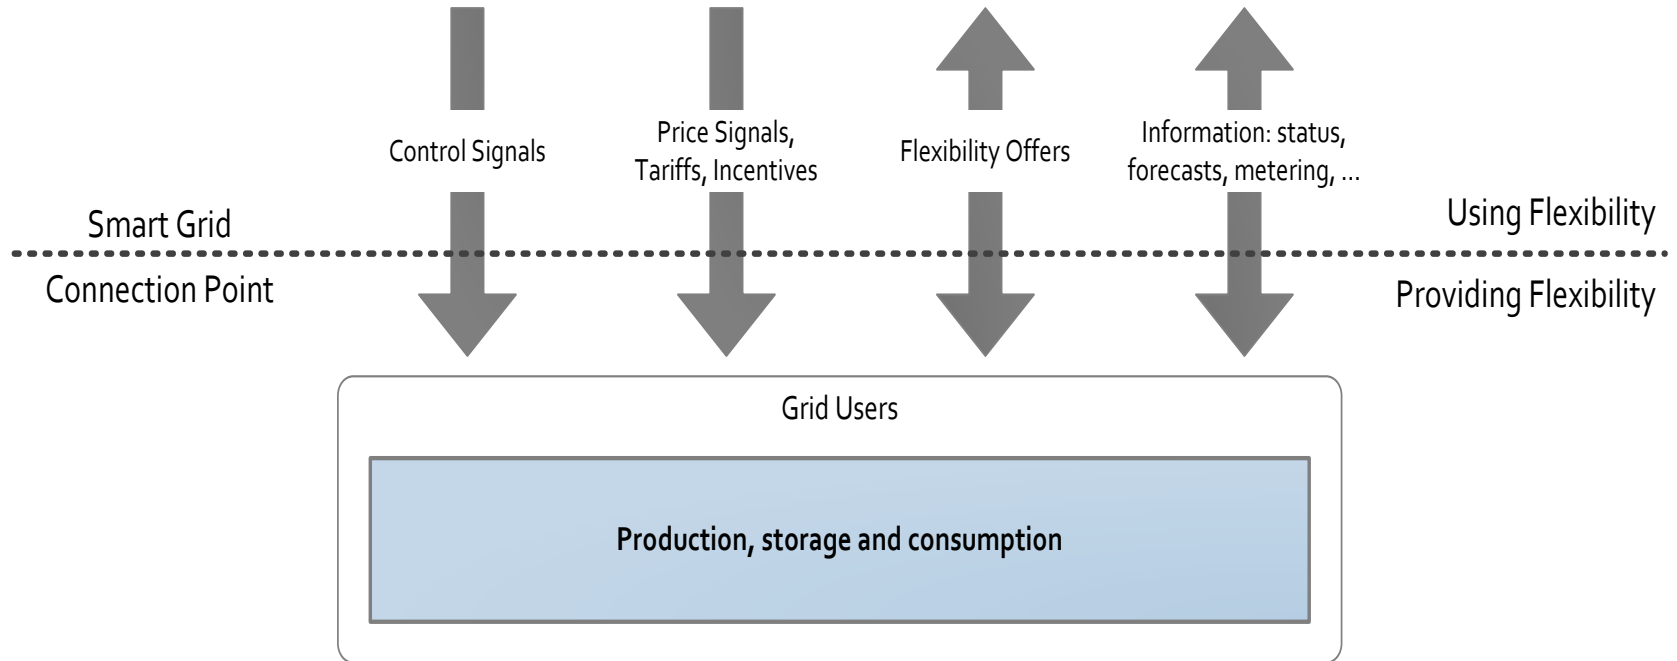 Control Signals
Price Signals,
Tariffs, Incentives
Flexibility Offers
Information: status,
forecasts, metering, ...
Smart Grid
Using Flexibility
Connection Point
Providing Flexibility
Grid Users
Production, storage and consumption